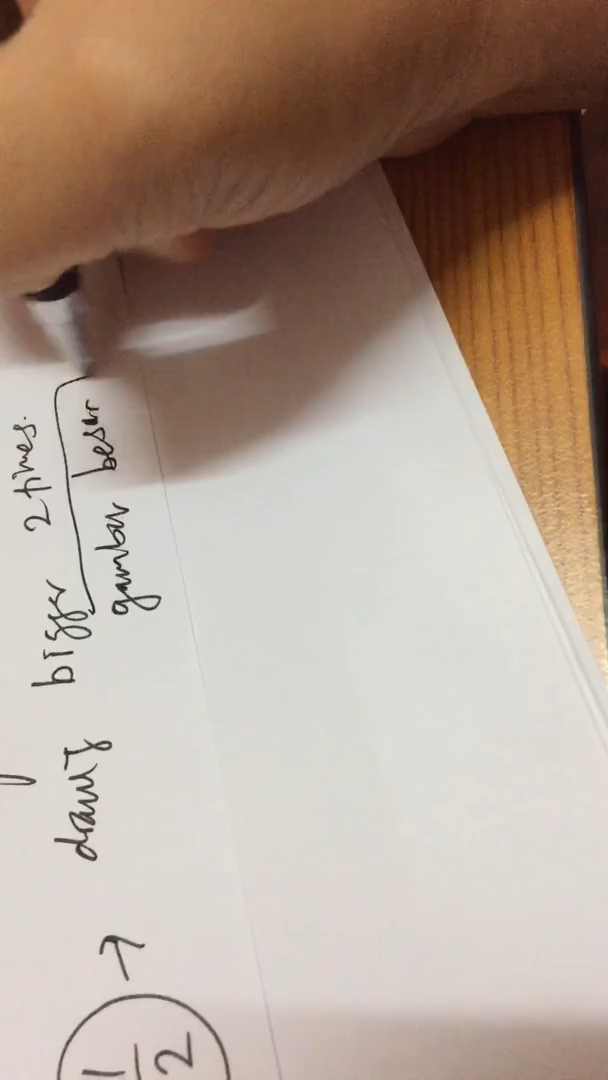 1/2 → drawing bigger 2 times.
gambar besar